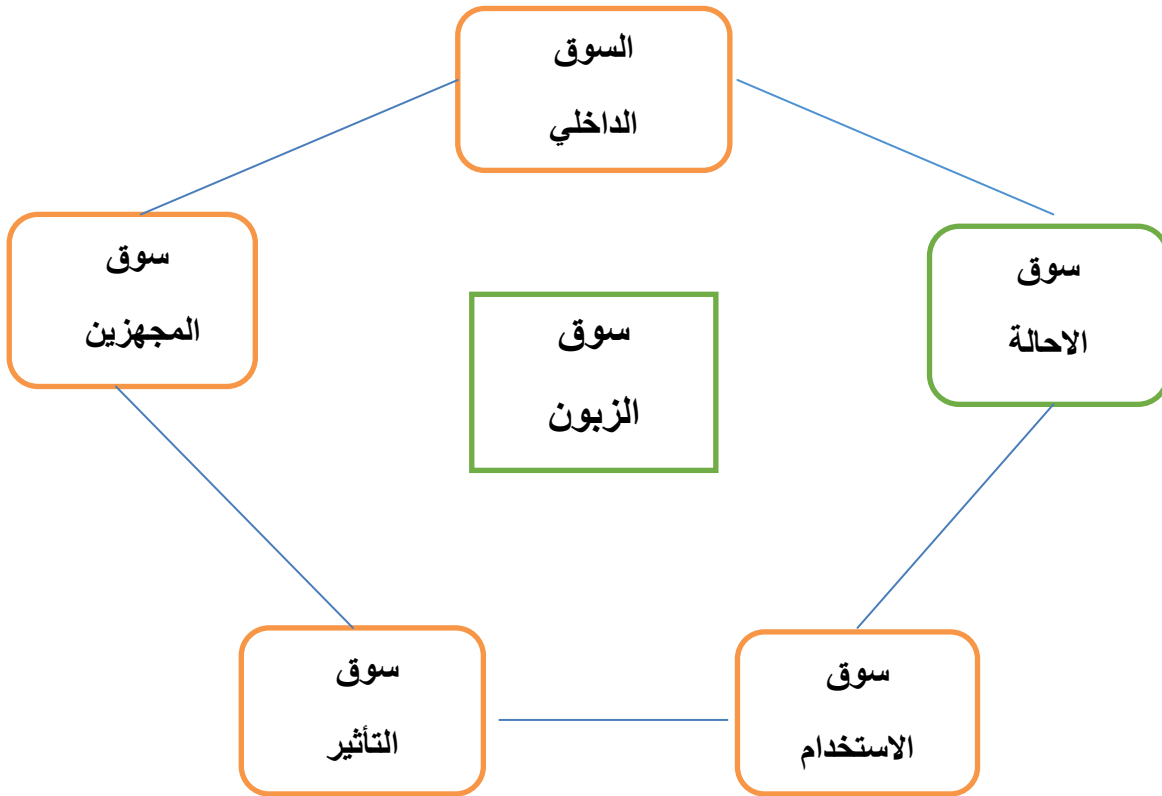 السوق
الداخلي
سوق
الاحالة
سوق
المجهزين
سوق
الزبون
سوق
الاستخدام
سوق
التأثير